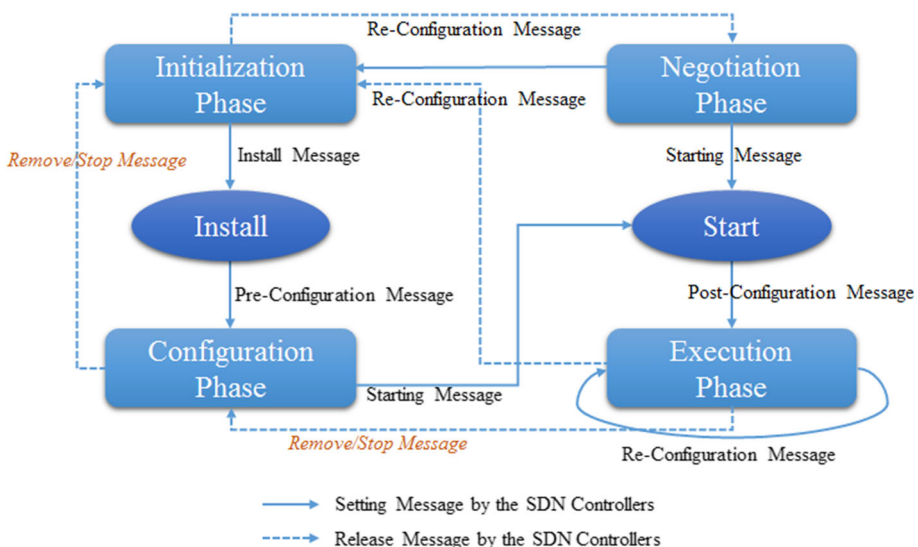 Re-Configuration Message
Initialization
Phase
Negotiation
Phase
Re-Configuration Message
Remove/Stop Message
Install Message
Starting Message
Install
Start
Pre-Configuration Message
Post-Configuration Message
Configuration
Phase
Execution
Phase
Starting Message
Remove/Stop Message
Re-Configuration Message
Setting Message by the SDN Controllers
Release Message by the SDN Controllers